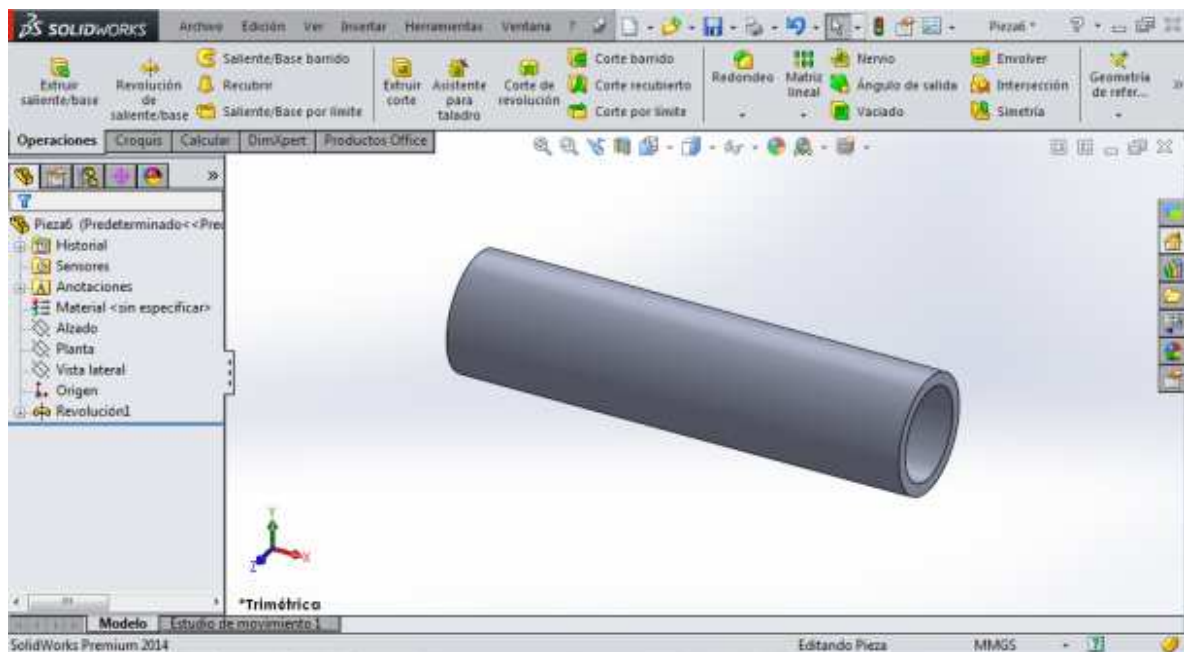 SOLIDWORKS Archivo Edición Ver Insertar Herramientas Ventana ? Pieza6 *
Extruir saliente/base
Revolución de saliente/base
Saliente/Base barrido
Recubrir
Saliente/Base por límite
Extruir corte
Asistente para taladro
Corte de revolución
Corte barrido
Corte recubierto
Corte por límite
Redondeo
Matriz lineal
Nervio
Ángulo de salida
Vaciado
Envolver
Intersección
Simetría
Geometría de refer...
Operaciones Croquis Calcular DimXpert Productos Office
Pieza6 (Predeterminado<<Pre
Historial
Sensores
Anotaciones
Material <sin especificar>
Alzado
Planta
Vista lateral
Origen
Revolución1
Y
X
Z
*Trimétrica
Modelo Estudio de movimiento 1
SolidWorks Premium 2014 Editando Pieza MMGS